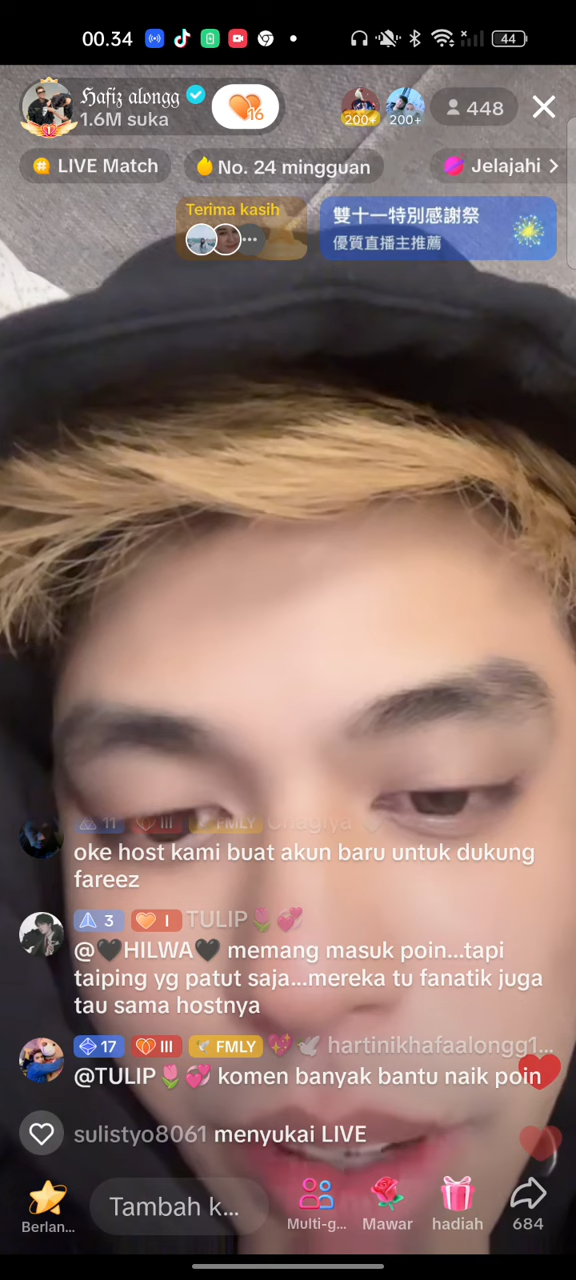 00.34
44
Hafiz alongg
1.6M suka
16
200+
200+
448
LIVE Match
No. 24 mingguan
Jelajahi
Terima kasih
雙十一特別感謝祭
優質直播主推薦
11 III FMLY
oke host kami buat akun baru untuk dukung
fareez
3 I TULIP
@🖤HILWA🖤 memang masuk poin...tapi
taiping yg patut saja...mereka tu fanatik juga
tau sama hostnya
17 III FMLY hartinikhafaalongg1...
@TULIP🌷💞 komen banyak bantu naik poin
sulistyo8061 menyukai LIVE
Berlan...
Tambah k...
Multi-g...
Mawar
hadiah
684